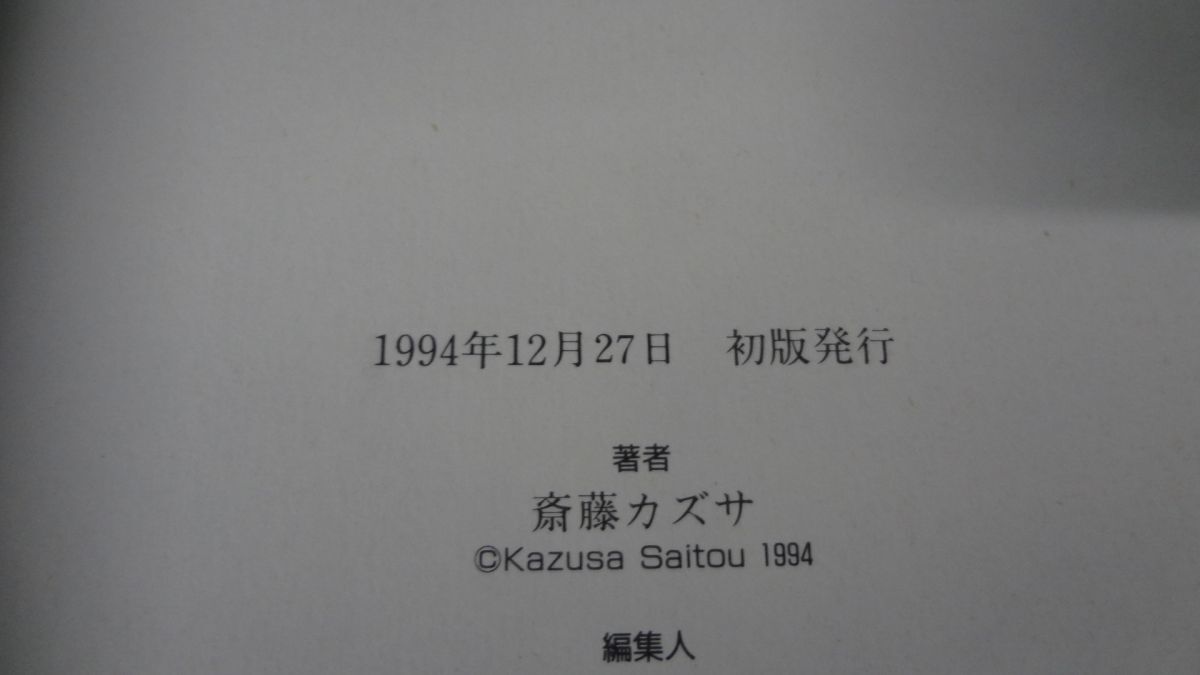 1994年12月27日　初版発行
著者
斎藤カズサ
©Kazusa Saitou 1994
編集人